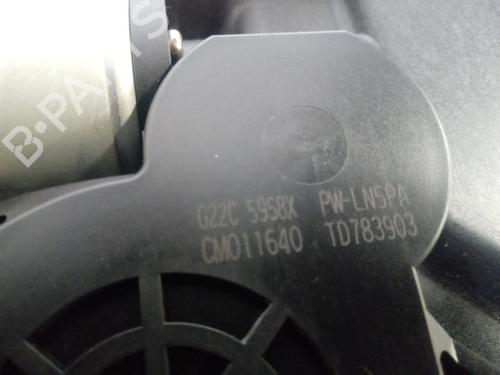 B-PARTS
G22C 5958X PW-LN5PA
CM011640 TD783903